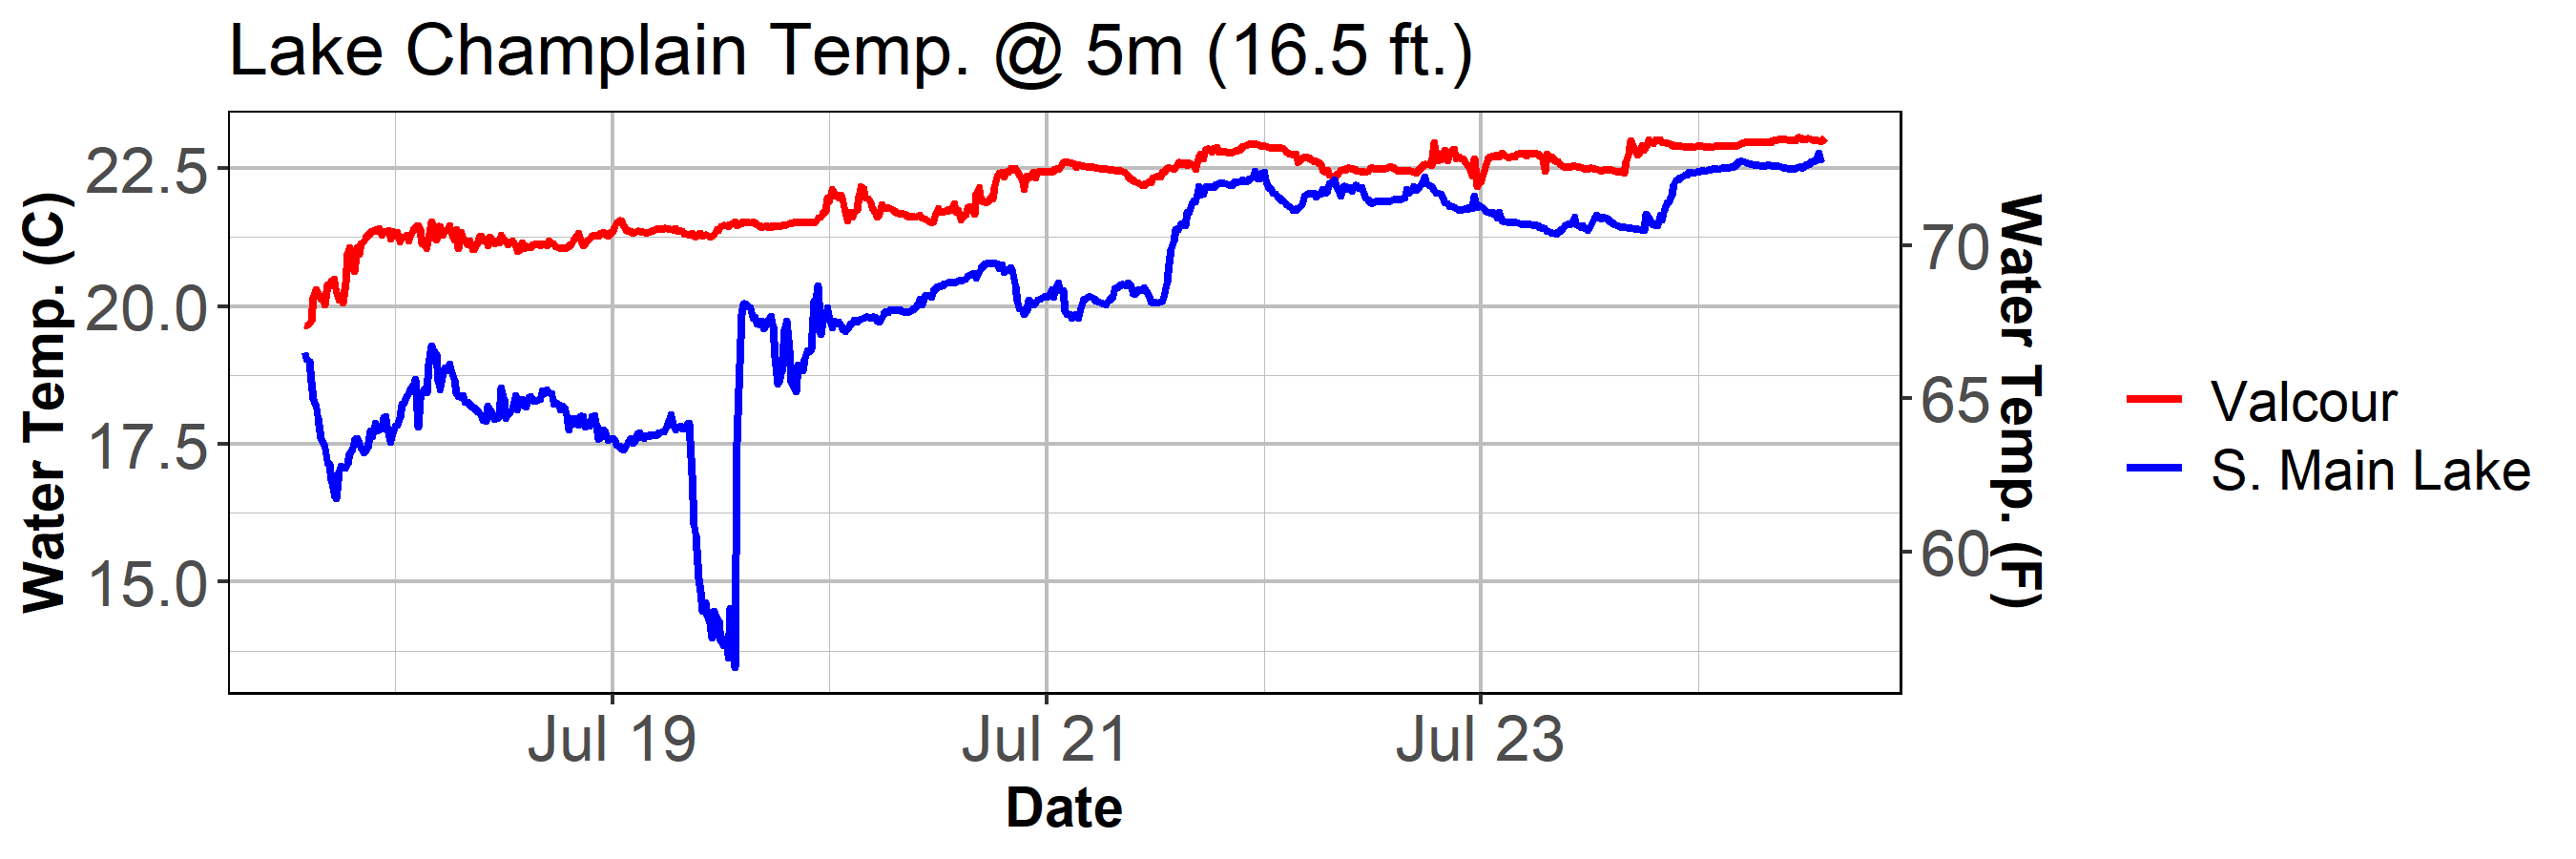 Lake Champlain Temp. @ 5m (16.5 ft.)
Water Temp. (C)
22.5
20.0
17.5
15.0
70
65
60
Water Temp. (F)
Jul 19
Jul 21
Jul 23
Date
Valcour
S. Main Lake